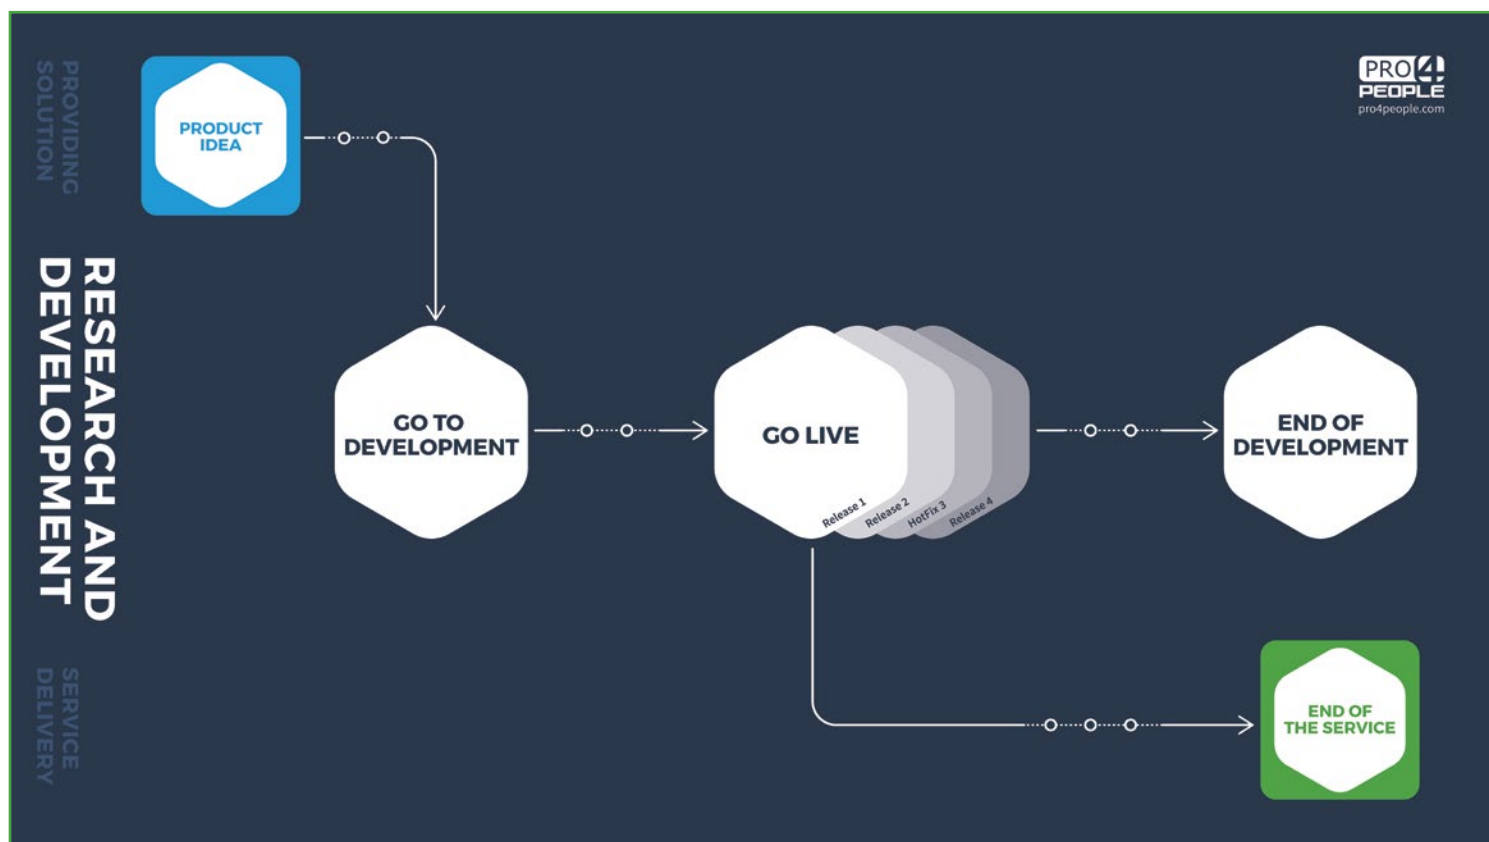 PROVIDING
SOLUTION
PRODUCT
IDEA
PRO4
PEOPLE
pro4people.com
RESEARCH AND
DEVELOPMENT
GO TO
DEVELOPMENT
GO LIVE
Release 1
Release 2
HotFix 3
Release 4
END OF
DEVELOPMENT
SERVICE
DELIVERY
END OF
THE SERVICE